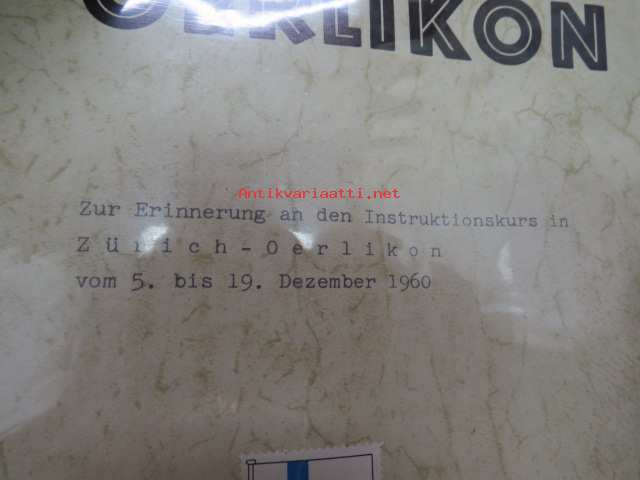 OERLIKON
Antikvariaatti.net
Zur Erinnerung an den Instruktionskurs in
Zürich-Oerlikon
vom 5. bis 19. Dezember 1960